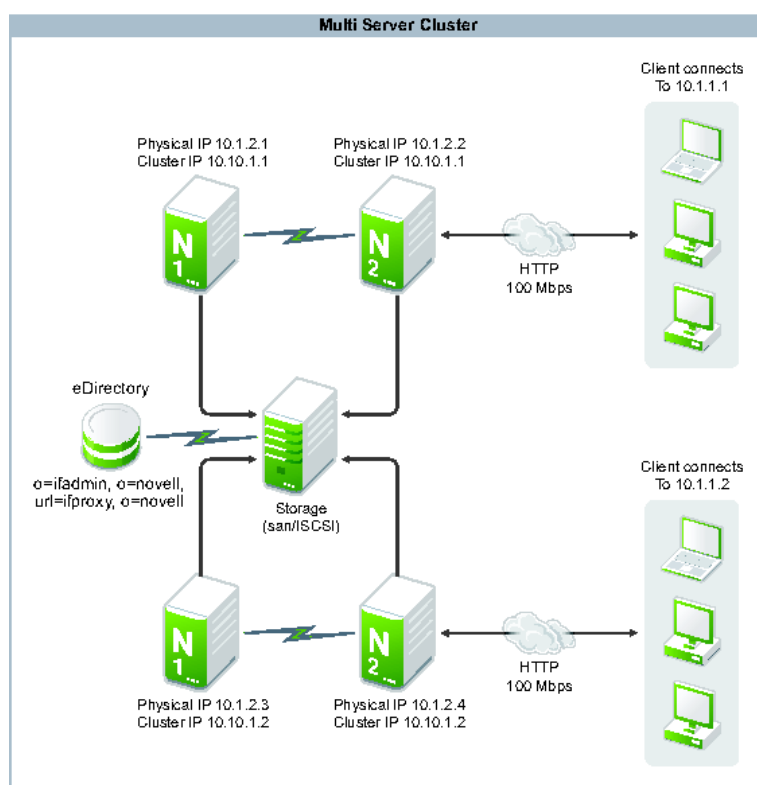 Multi Server Cluster
Client connects
To 10.1.1.1
Physical IP 10.1.2.1
Cluster IP 10.10.1.1
Physical IP 10.1.2.2
Cluster IP 10.10.1.1
N
1
N
2
HTTP
100 Mbps
eDirectory
o=ifadmin, o=novell,
url=ifproxy, o=novell
Storage
(san/ISCSI)
Client connects
To 10.1.1.2
N
1
N
2
HTTP
100 Mbps
Physical IP 10.1.2.3
Cluster IP 10.10.1.2
Physical IP 10.1.2.4
Cluster IP 10.10.1.2